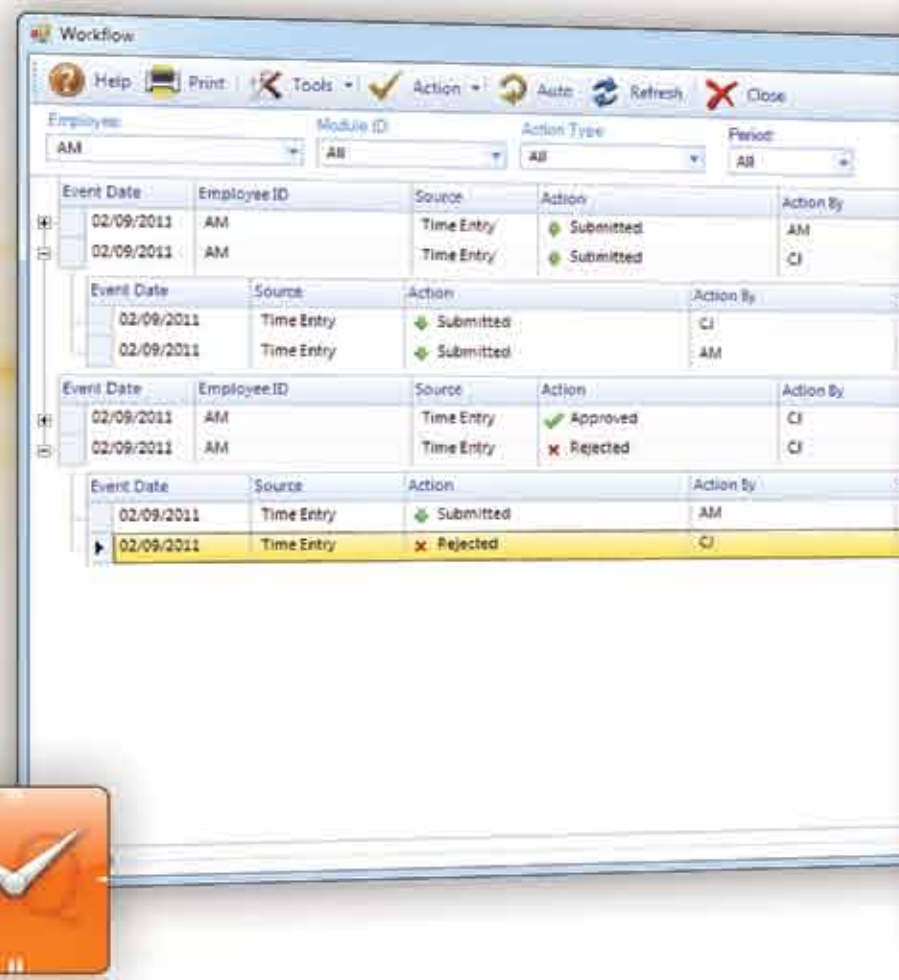 Workflow
Help Print Tools Action Auto Refresh Close
Employee: Module ID: Action Type: Period:
AM All All All
Event Date Employee ID Source Action Action By
02/09/2011 AM Time Entry Submitted AM
02/09/2011 AM Time Entry Submitted CJ
Event Date Source Action Action By
02/09/2011 Time Entry Submitted CJ
02/09/2011 Time Entry Submitted AM
Event Date Employee ID Source Action Action By
02/09/2011 AM Time Entry Approved CJ
02/09/2011 AM Time Entry Rejected CJ
Event Date Source Action Action By
02/09/2011 Time Entry Submitted AM
02/09/2011 Time Entry Rejected CJ